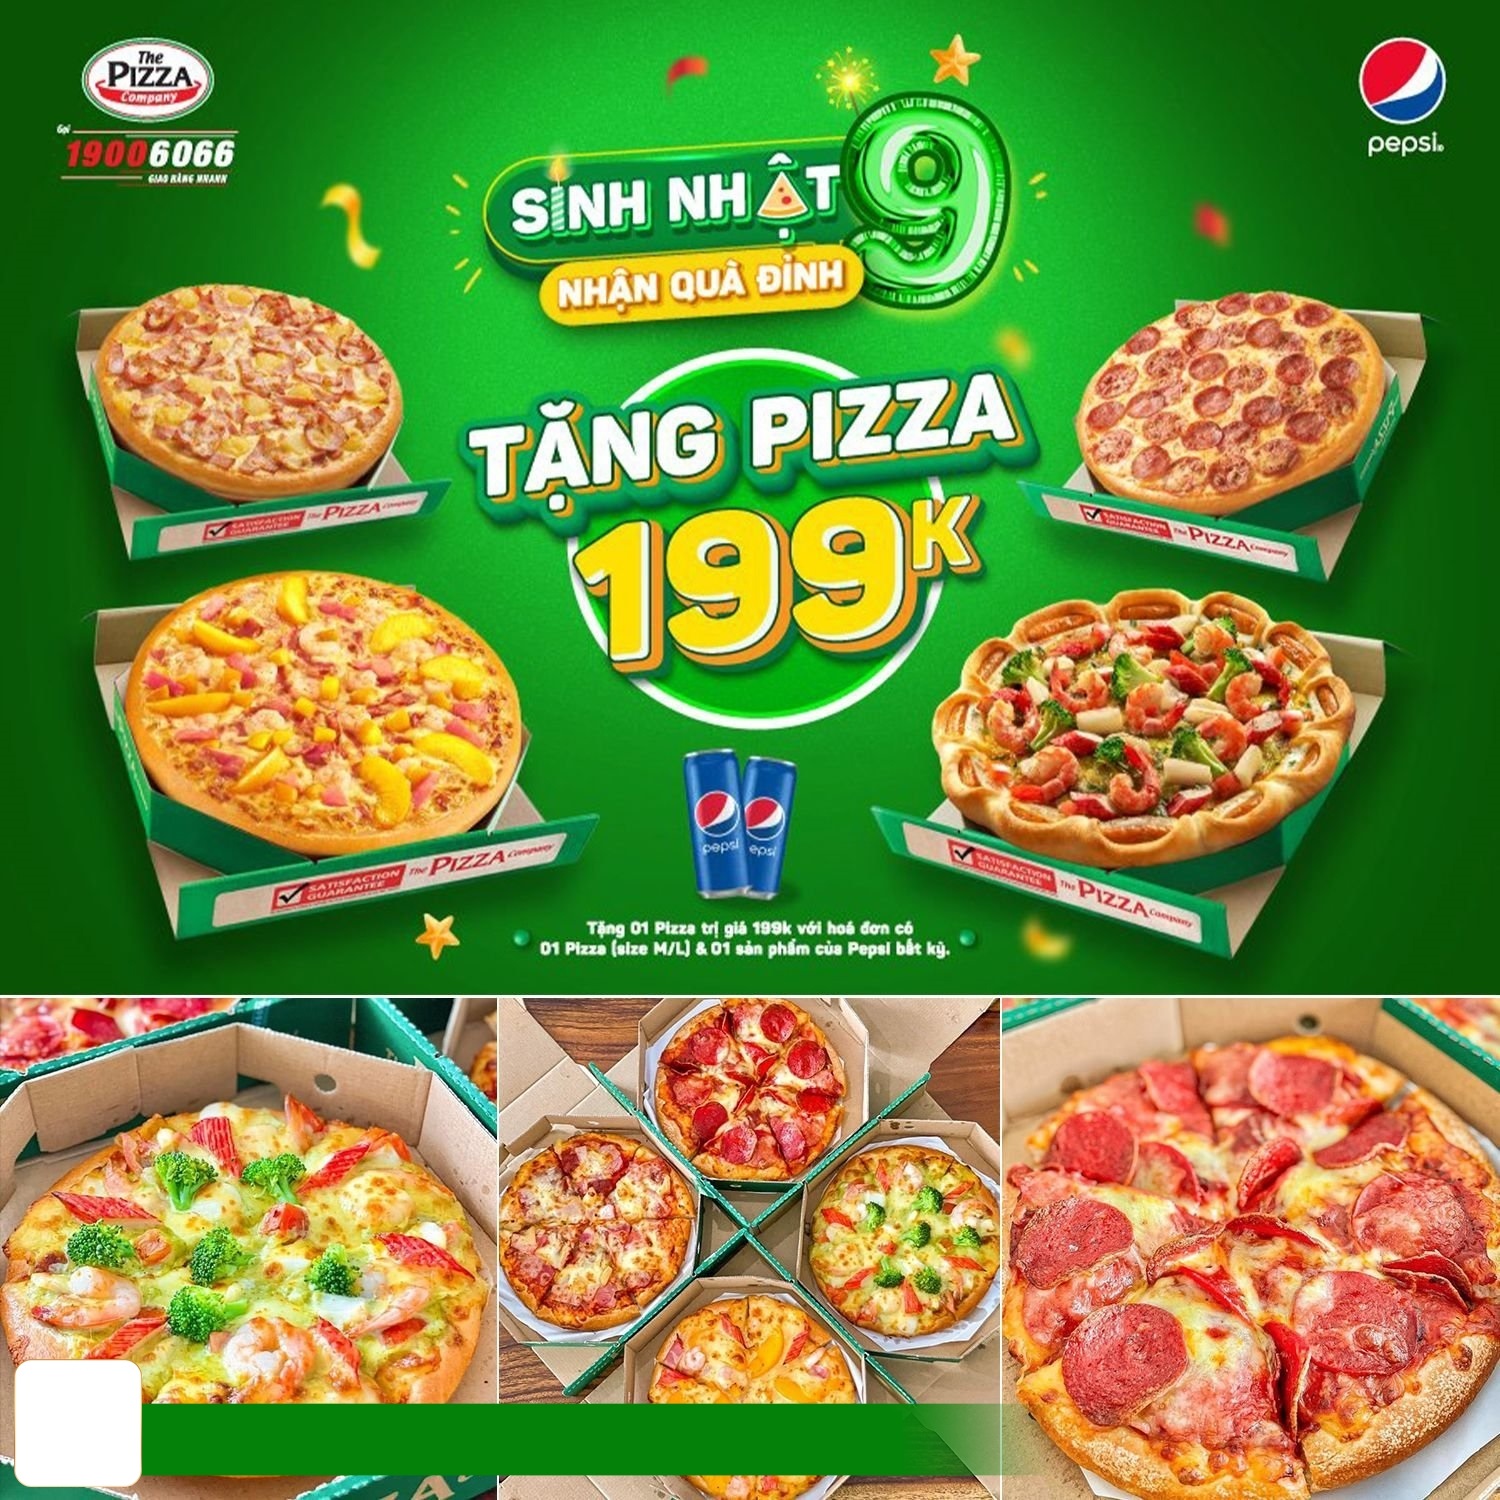 The
PIZZA
Company
Gọi
19006066
GIAO HÀNG NHANH
pepsi
SINH NHẬT 9
NHẬN QUÀ ĐỈNH
TẶNG PIZZA
199K
SATISFACTION
GUARANTEE
The PIZZA Company
SATISFACTION
GUARANTEE
The PIZZA Company
SATISFACTION
GUARANTEE
The PIZZA Company
SATISFACTION
GUARANTEE
The PIZZA Company
pepsi
epsi
Tặng 01 Pizza trị giá 199k với hoá đơn có
01 Pizza (size M/L) & 01 sản phẩm của Pepsi bất kỳ.